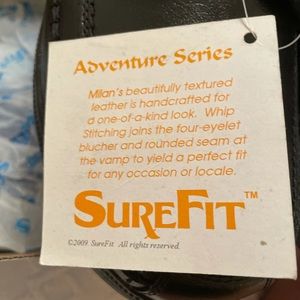 Adventure Series
Milan's beautifully textured
leather is handcrafted for
a one-of-a-kind look. Whip
Stitching joins the four-eyelet
blucher and rounded seam at
the vamp to yield a perfect fit
for any occasion or locale.
SUREFIT™
©2009 SureFit All rights reserved